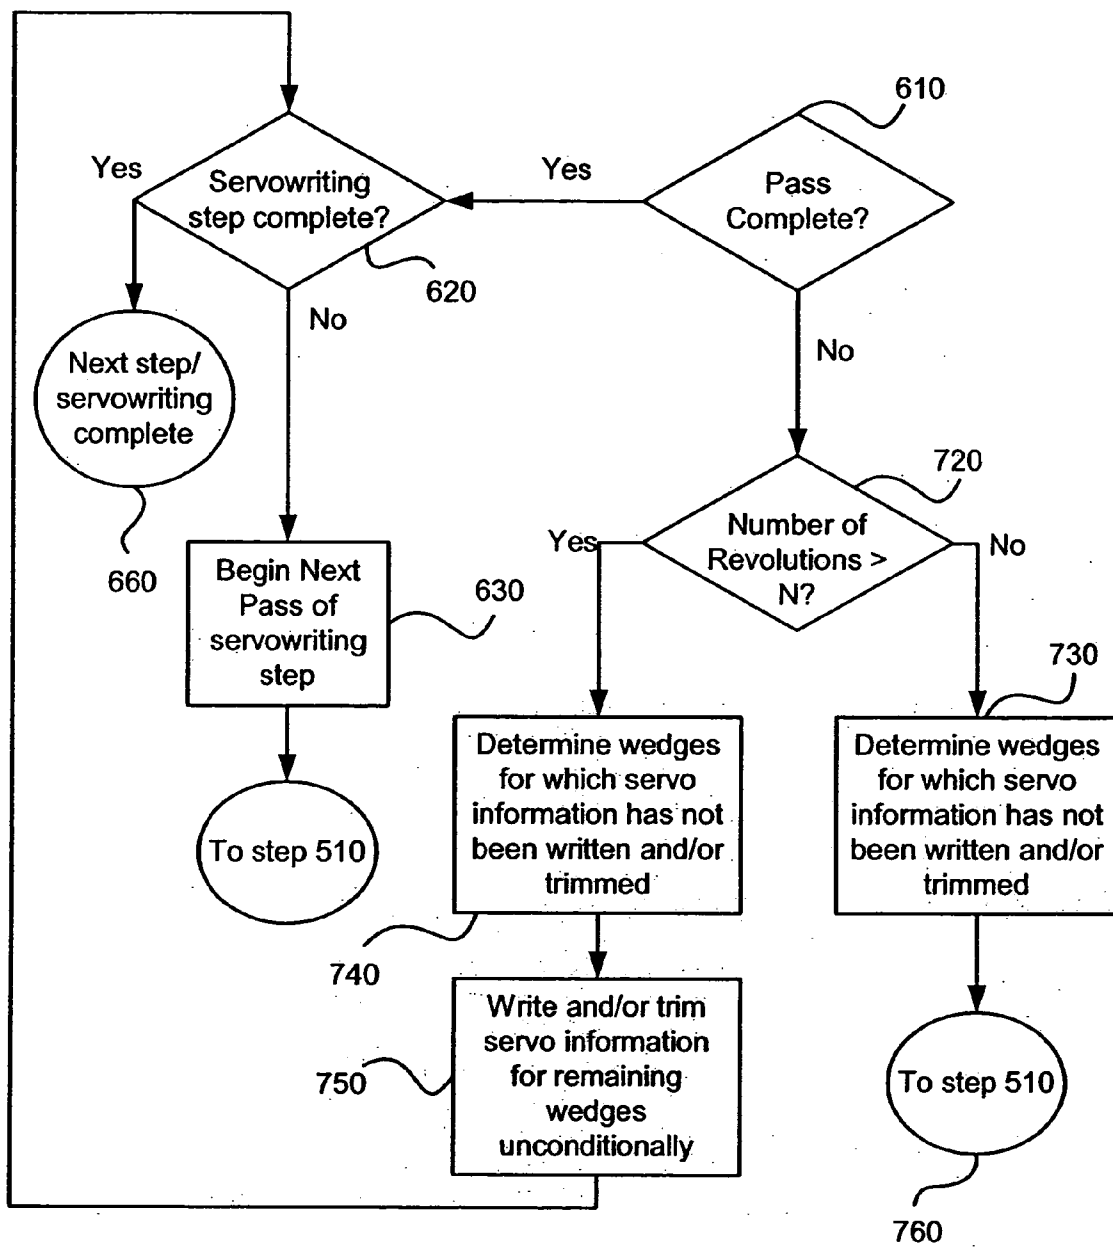 610
Yes
Servowriting
step complete?
Yes
Pass
Complete?
620
No
No
Next step/
servowriting
complete
660
720
Number of
Revolutions >
N?
Yes
No
Begin Next
Pass of
servowriting
step
630
730
Determine wedges
for which servo
information has not
been written and/or
trimmed
Determine wedges
for which servo
information has not
been written and/or
trimmed
To step 510
740
Write and/or trim
servo information
for remaining
wedges
unconditionally
750
To step 510
760